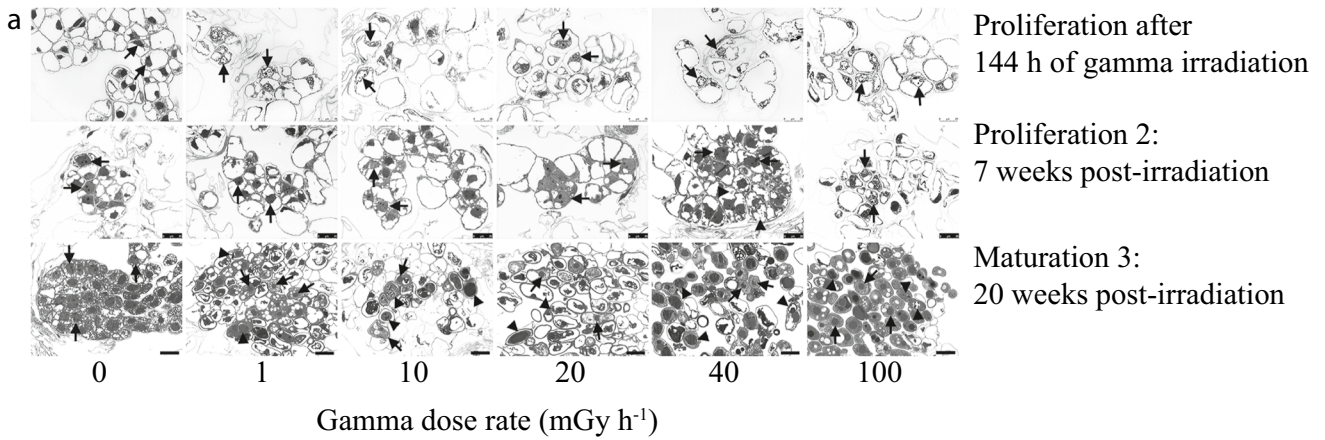 a
Proliferation after
144 h of gamma irradiation
Proliferation 2:
7 weeks post-irradiation
Maturation 3:
20 weeks post-irradiation
0 1 10 20 40 100
Gamma dose rate (mGy h-1)